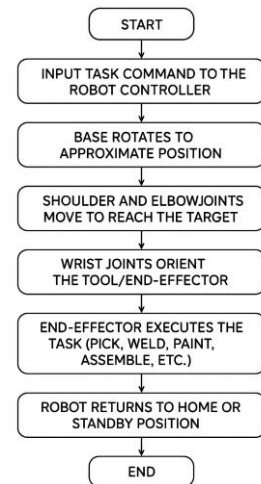 START
INPUT TASK COMMAND TO THE
ROBOT CONTROLLER
BASE ROTATES TO
APPROXIMATE POSITION
SHOULDER AND ELBOWJOINTS
MOVE TO REACH THE TARGET
WRIST JOINTS ORIENT
THE TOOL/END-EFFECTOR
END-EFFECTOR EXECUTES THE
TASK (PICK, WELD, PAINT,
ASSEMBLE, ETC.)
ROBOT RETURNS TO HOME OR
STANDBY POSITION
END